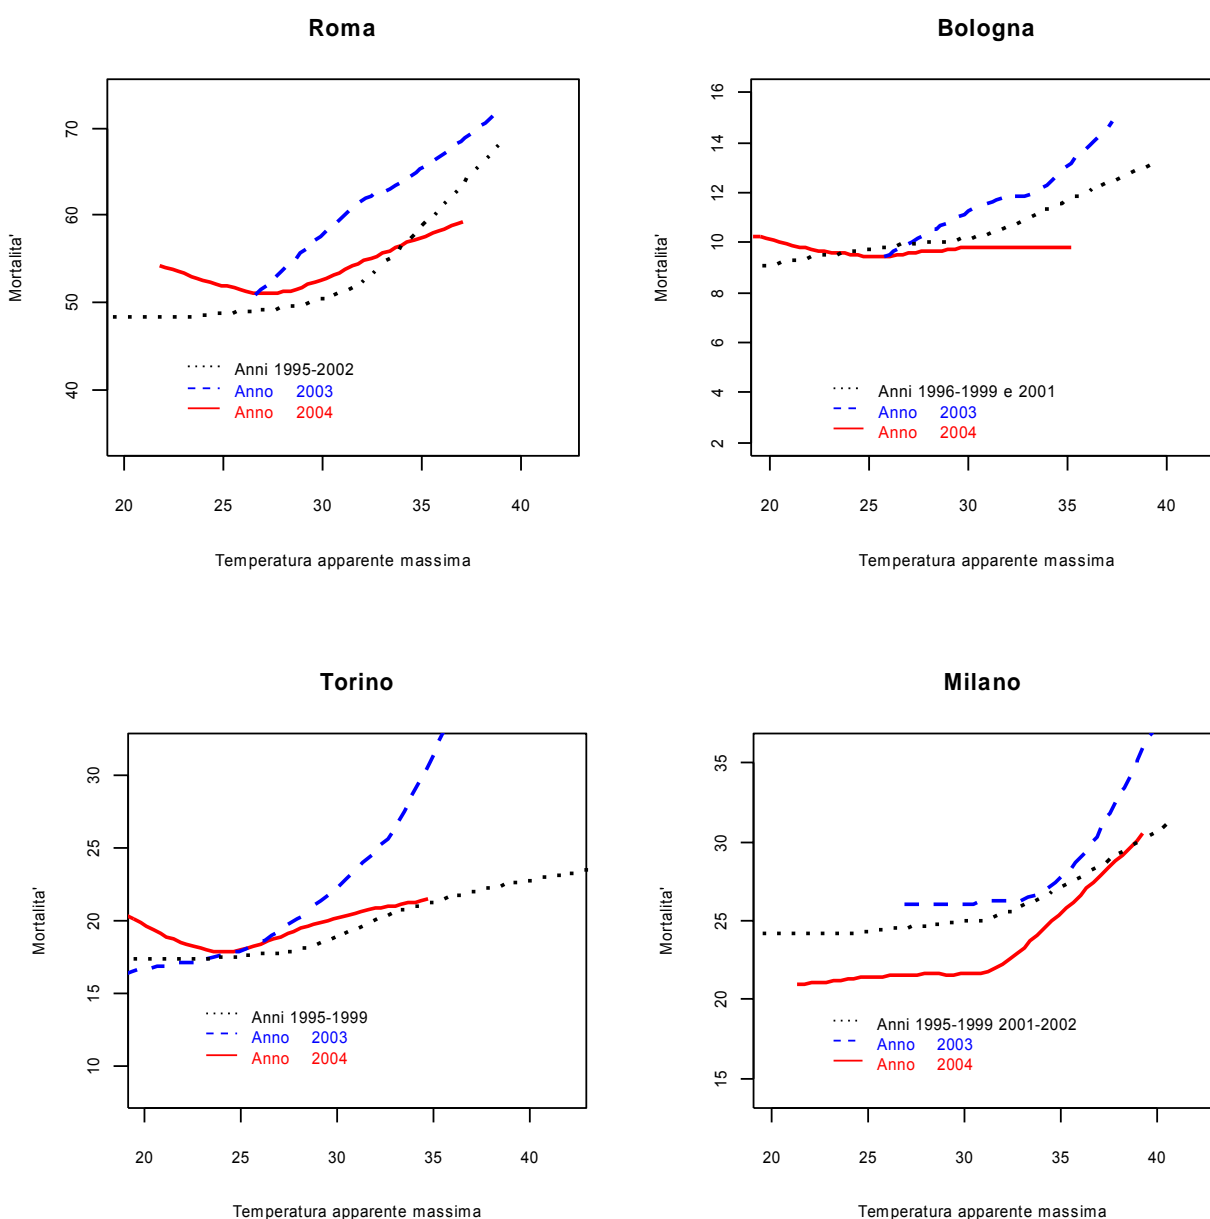 Roma
Mortalita'
70
60
50
40
Anni 1995-2002
Anno 2003
Anno 2004
20 25 30 35 40
Temperatura apparente massima
Bologna
Mortalita'
16
14
12
10
8
6
4
2
Anni 1996-1999 e 2001
Anno 2003
Anno 2004
20 25 30 35 40
Temperatura apparente massima
Torino
Mortalita'
30
25
20
15
10
Anni 1995-1999
Anno 2003
Anno 2004
20 25 30 35 40
Temperatura apparente massima
Milano
Mortalita'
35
30
25
20
15
Anni 1995-1999 2001-2002
Anno 2003
Anno 2004
20 25 30 35 40
Temperatura apparente massima